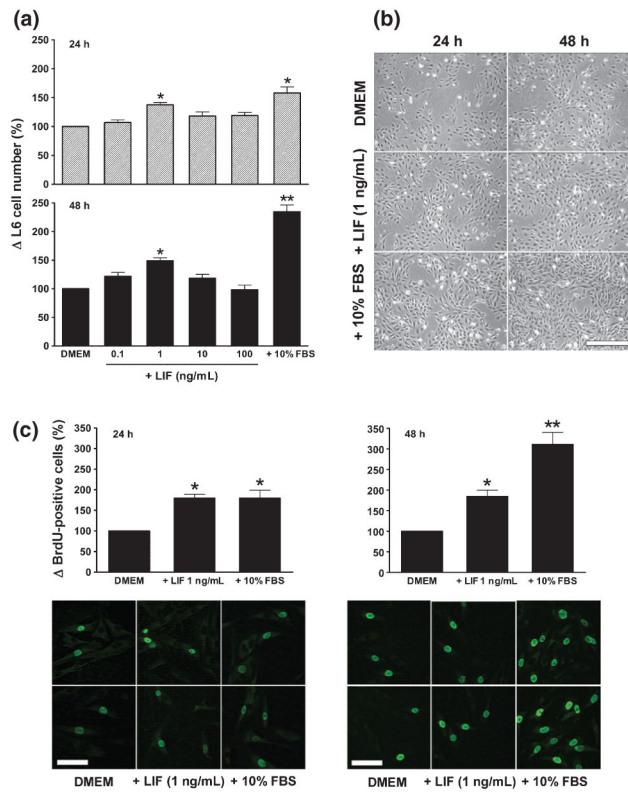 (a)
24 h
250
200
150
100
50
0
*
*
Δ L6 cell number (%)
48 h
250
200
150
100
50
0
*
**
DMEM 0.1 1 10 100 + 10% FBS
+ LIF (ng/mL)
(b)
24 h 48 h
DMEM
+ LIF (1 ng/mL)
+ 10% FBS
(c)
Δ BrdU-positive cells (%)
24 h
350
300
250
200
150
100
50
0
* *
DMEM + LIF 1 ng/mL + 10% FBS
48 h
350
300
250
200
150
100
50
0
*
**
DMEM + LIF 1 ng/mL + 10% FBS
DMEM + LIF (1 ng/mL) + 10% FBS
DMEM + LIF (1 ng/mL) + 10% FBS